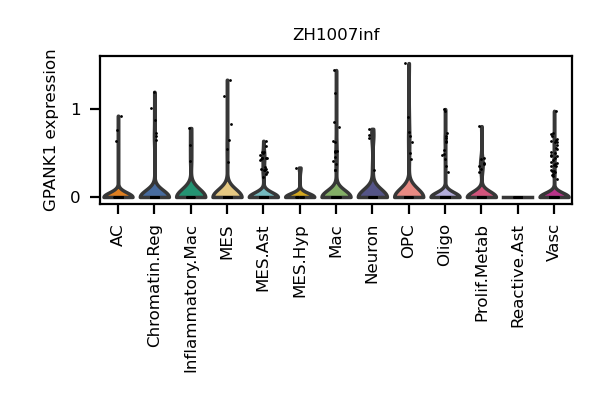 ZH1007inf
GPANK1 expression
1
0
AC
Chromatin.Reg
Inflammatory.Mac
MES
MES.Ast
MES.Hyp
Mac
Neuron
OPC
Oligo
Prolif.Metab
Reactive.Ast
Vasc